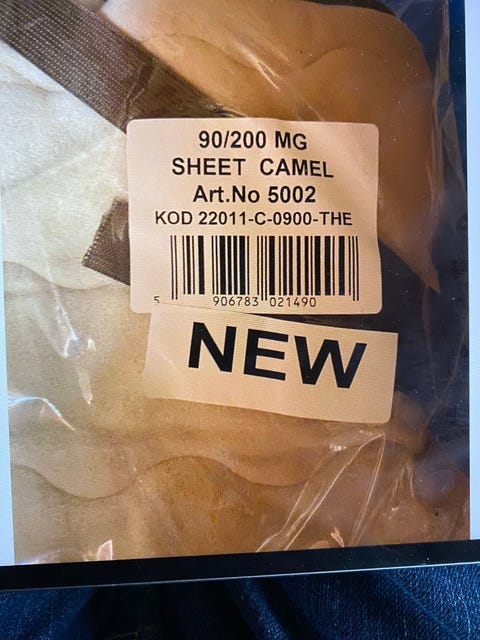 90/200 MG
SHEET CAMEL
Art.No 5002
KOD 22011-C-0900-THE
5 906783 021490
NEW